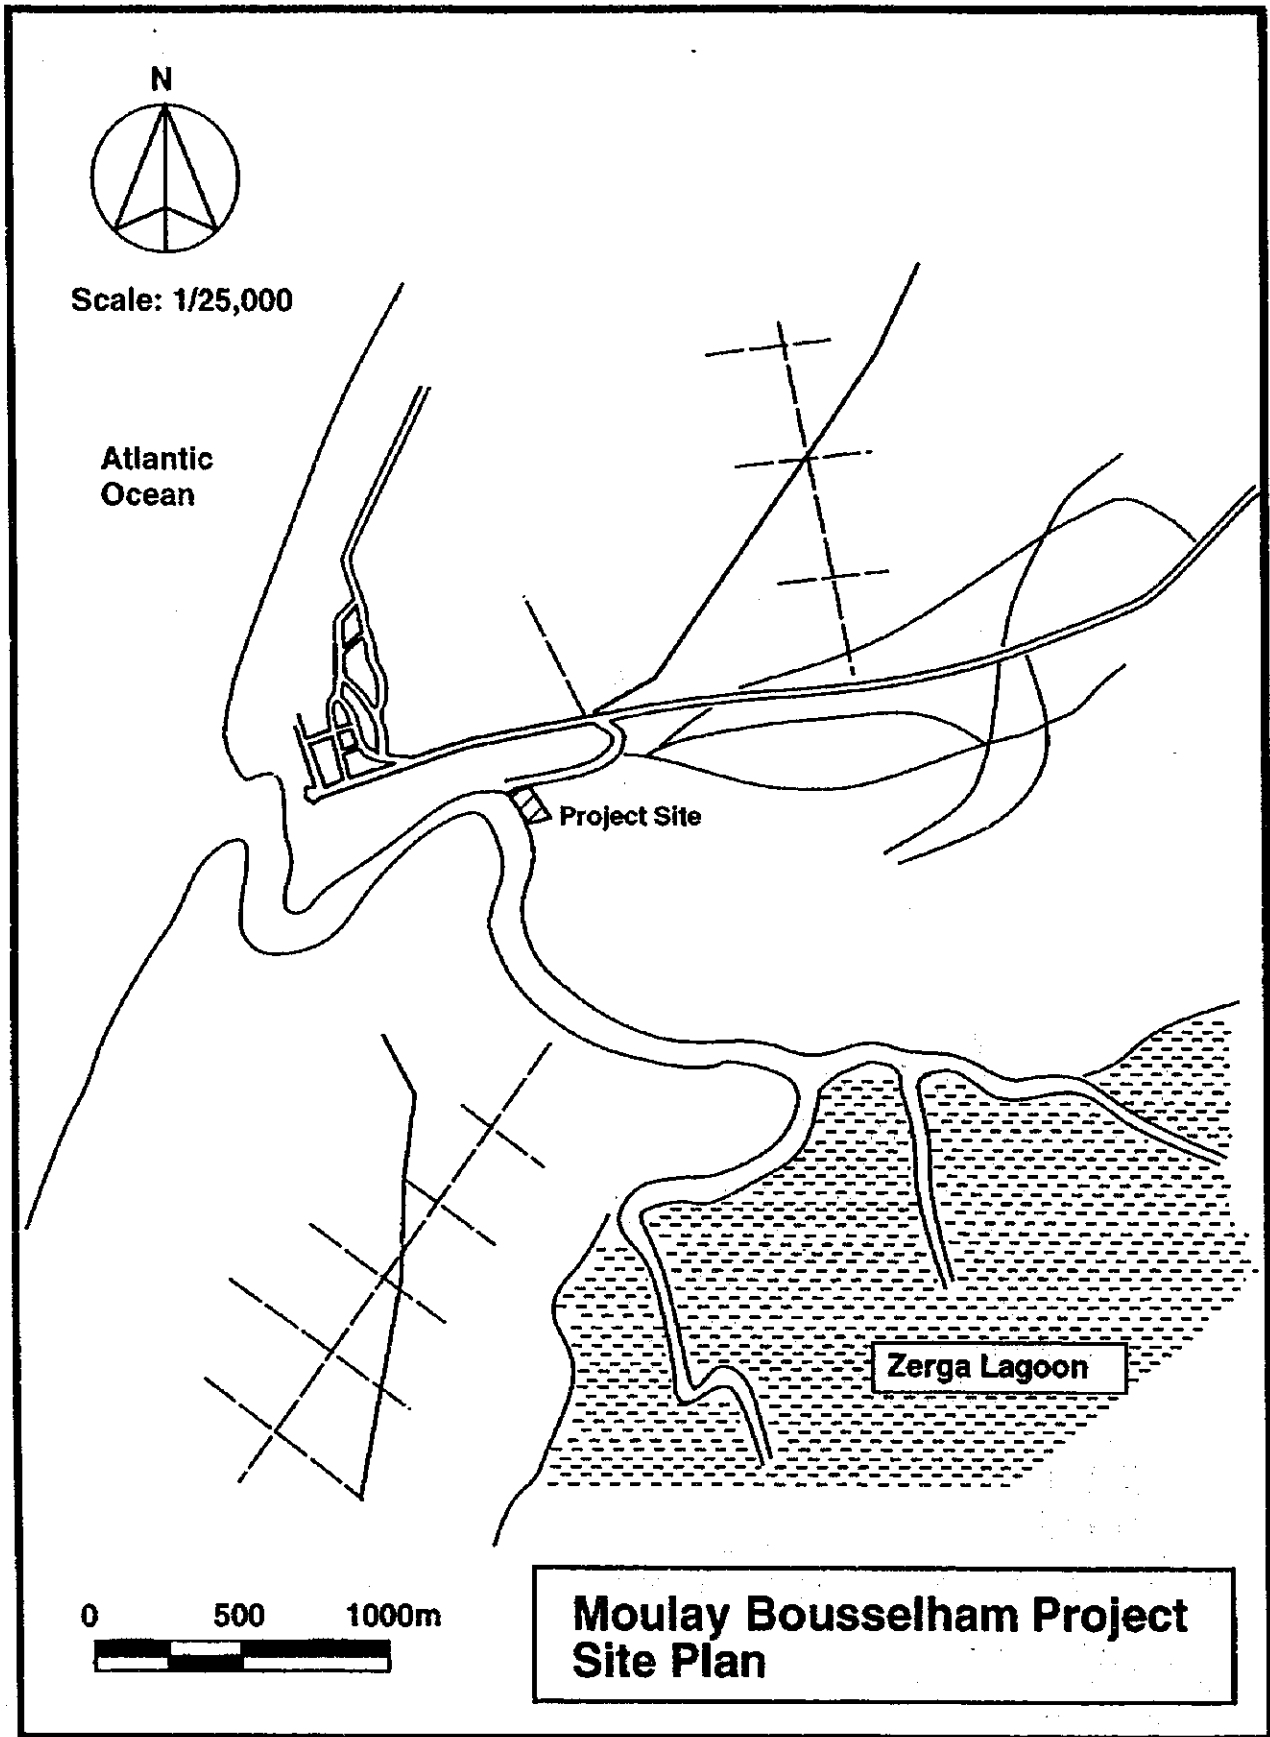 N
Scale: 1/25,000
Atlantic
Ocean
Project Site
Zerga Lagoon
0 500 1000m
Moulay Bousselham Project
Site Plan